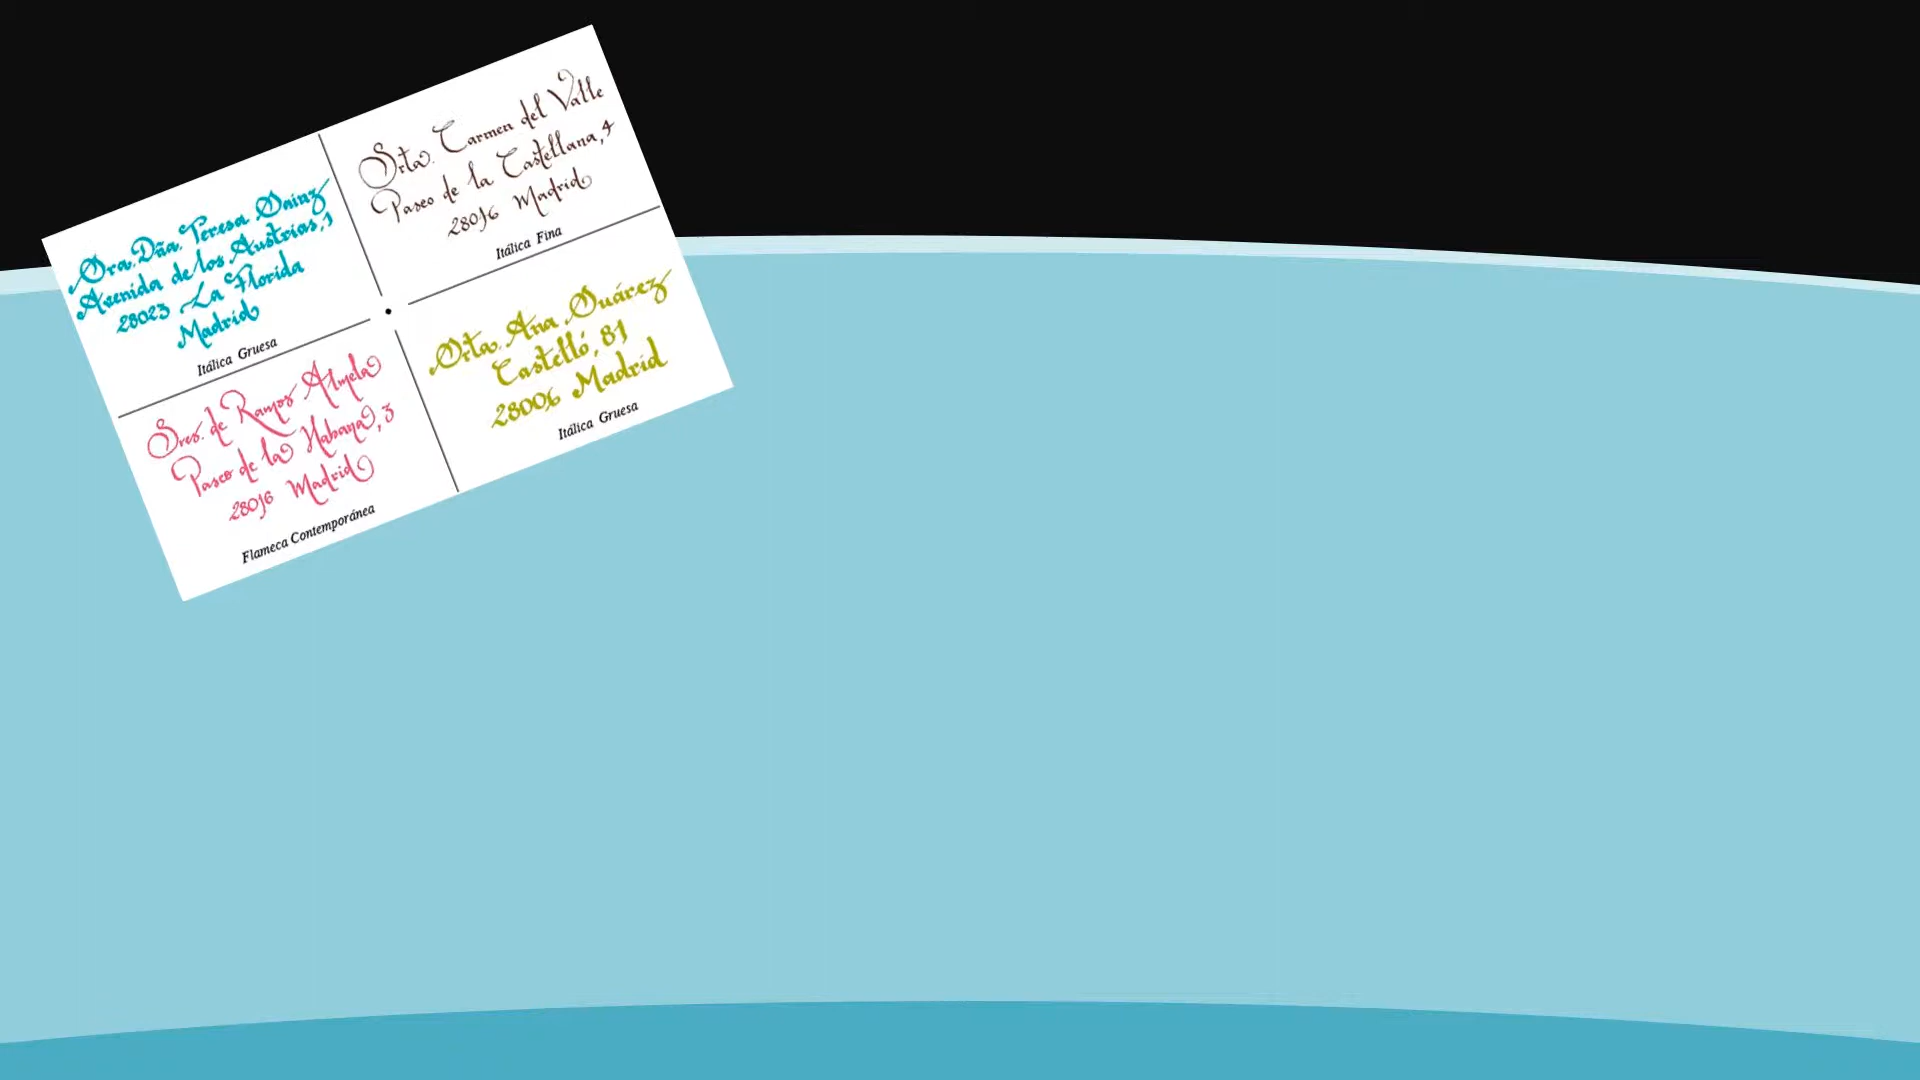 Sra. Dña. Teresa Sainz
Avenida de los Austrias, 1
28023 La Florida
Madrid
Itálica Gruesa
Srta. Carmen del Valle
Paseo de la Castellana, 4
28016 Madrid
Itálica Fina
Sres. de Ramos Almela
Paseo de la Habana, 3
28016 Madrid
Flameca Contemporánea
Srta. Ana Suárez
Castelló, 81
28006 Madrid
Itálica Gruesa